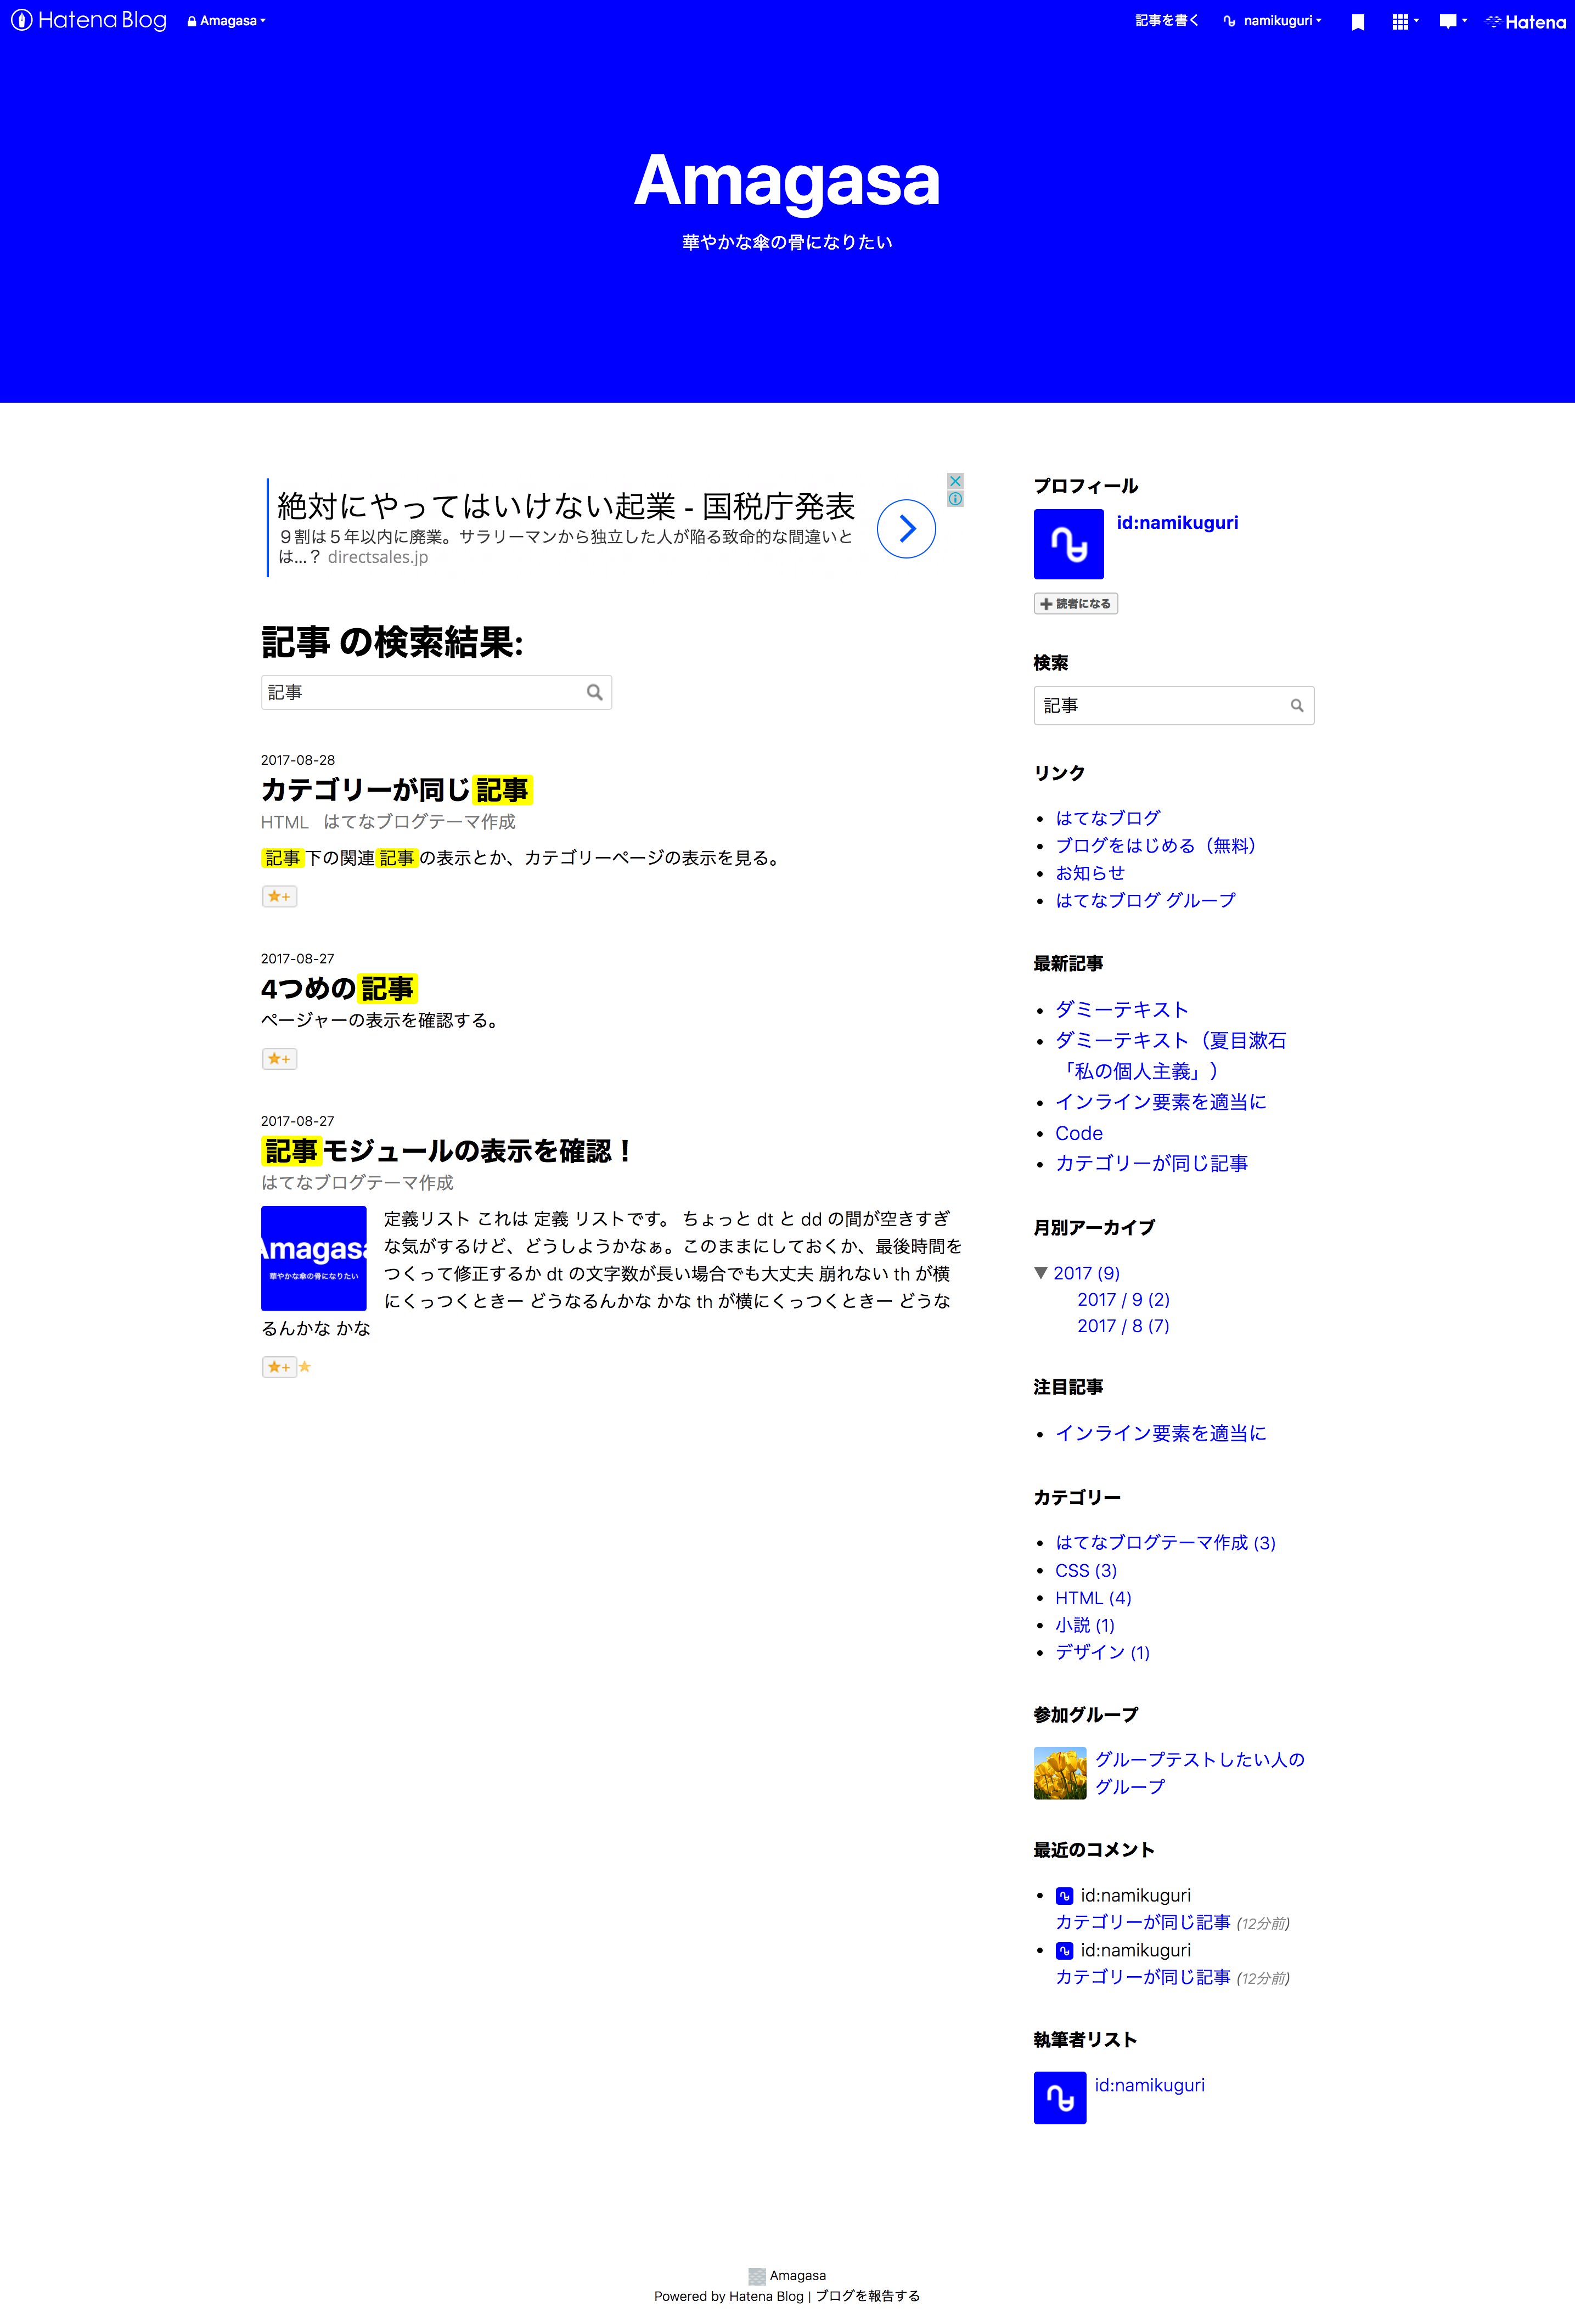 Hatena Blog Amagasa 記事を書く namikuguri Hatena
Amagasa
華やかな傘の骨になりたい
絶対にやってはいけない起業 - 国税庁発表
９割は５年以内に廃業。サラリーマンから独立した人が陥る致命的な間違いと
は...？ directsales.jp
記事 の検索結果:
記事
2017-08-28
カテゴリーが同じ記事
HTML はてなブログテーマ作成
記事下の関連記事の表示とか、カテゴリーページの表示を見る。
2017-08-27
4つめの記事
ページャーの表示を確認する。
2017-08-27
記事モジュールの表示を確認！
はてなブログテーマ作成
Amagasa
華やかな傘の骨になりたい
定義リスト これは 定義 リストです。 ちょっと dt と dd の間が空きすぎ
な気がするけど、どうしようかなぁ。このままにしておくか、最後時間を
つくって修正するか dt の文字数が長い場合でも大丈夫 崩れない th が横
にくっつくときー どうなるんかな かな th が横にくっつくときー どうな
るんかな かな
プロフィール
id:namikuguri
読者になる
検索
記事
リンク
はてなブログ
ブログをはじめる（無料）
お知らせ
はてなブログ グループ
最新記事
ダミーテキスト
ダミーテキスト（夏目漱石
「私の個人主義」）
インライン要素を適当に
Code
カテゴリーが同じ記事
月別アーカイブ
▼ 2017 (9)
2017 / 9 (2)
2017 / 8 (7)
注目記事
インライン要素を適当に
カテゴリー
はてなブログテーマ作成 (3)
CSS (3)
HTML (4)
小説 (1)
デザイン (1)
参加グループ
グループテストしたい人の
グループ
最近のコメント
id:namikuguri
カテゴリーが同じ記事 (12分前)
id:namikuguri
カテゴリーが同じ記事 (12分前)
執筆者リスト
id:namikuguri
Amagasa
Powered by Hatena Blog | ブログを報告する